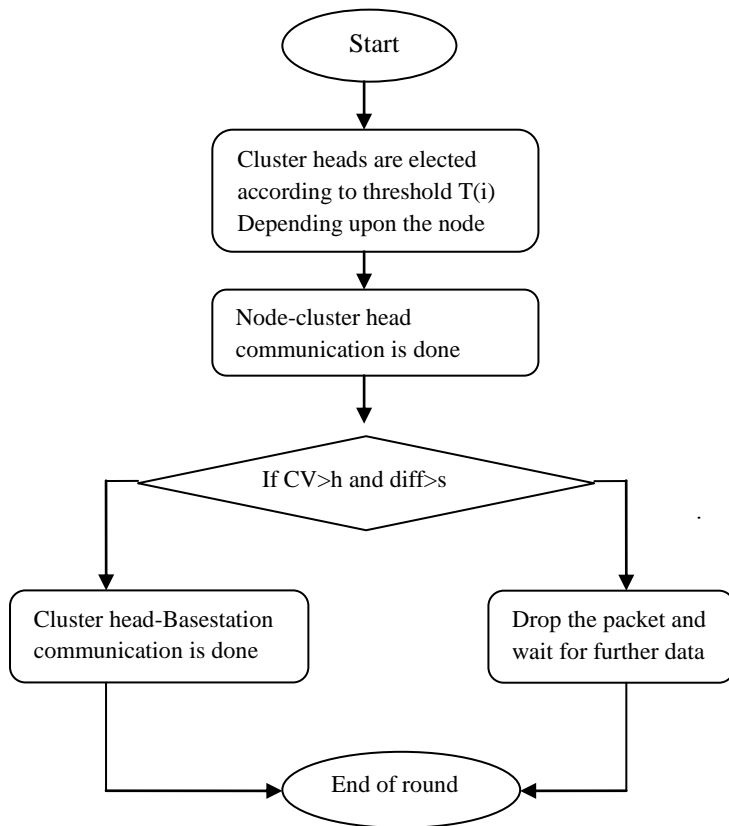 Start
Cluster heads are elected
according to threshold T(i)
Depending upon the node
Node-cluster head
communication is done
If CV>h and diff>s
Cluster head-Basestation
communication is done
Drop the packet and
wait for further data
End of round